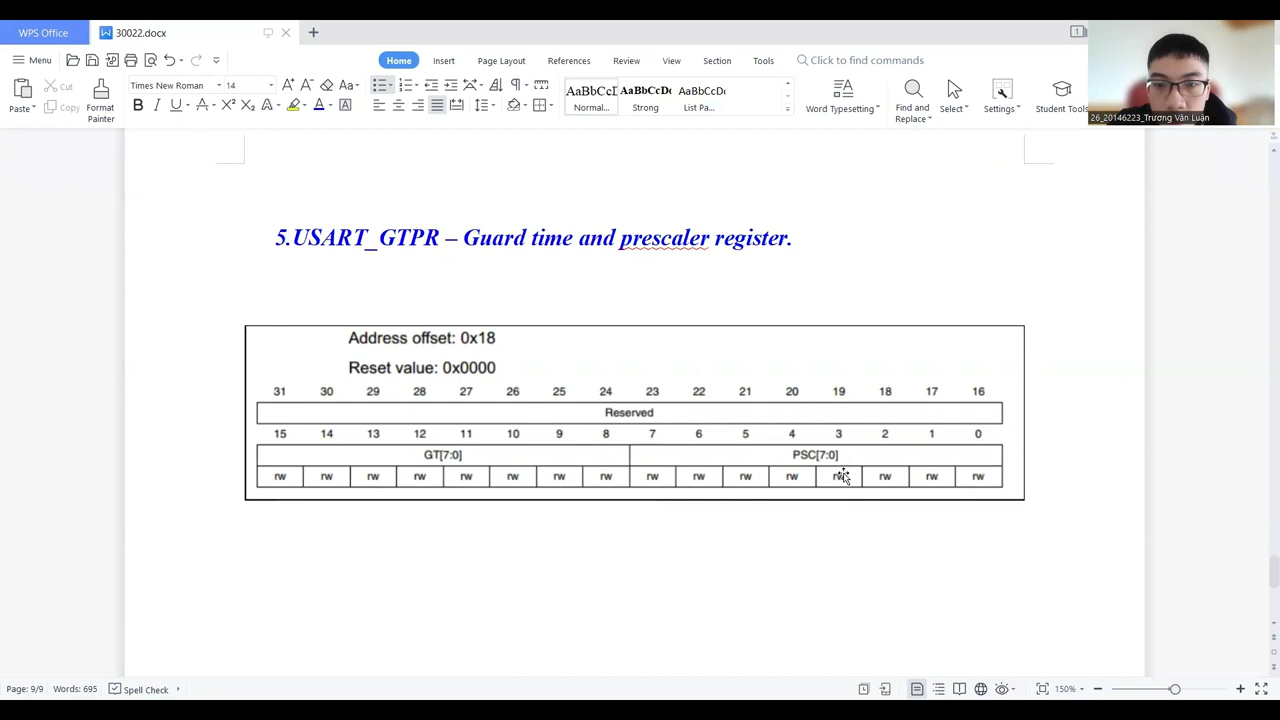 WPS Office
30022.docx
1
Menu
Home
Insert
Page Layout
References
Review
View
Section
Tools
Click to find commands
Paste
Cut
Copy
Format
Painter
Times New Roman
14
AaBbCcD
Normal...
AaBbCcDc
Strong
AaBbCcDc
List Pa...
Word Typesetting
Find and
Replace
Select
Settings
Student Tools
26_20146223_Trương Văn Luận
5.USART_GTPR – Guard time and prescaler register.
Address offset: 0x18
Reset value: 0x0000
31 30 29 28 27 26 25 24 23 22 21 20 19 18 17 16
Reserved
15 14 13 12 11 10 9 8 7 6 5 4 3 2 1 0
GT[7:0] PSC[7:0]
rw rw rw rw rw rw rw rw rw rw rw rw rw rw rw rw
Page: 9/9 Words: 695 Spell Check 150%